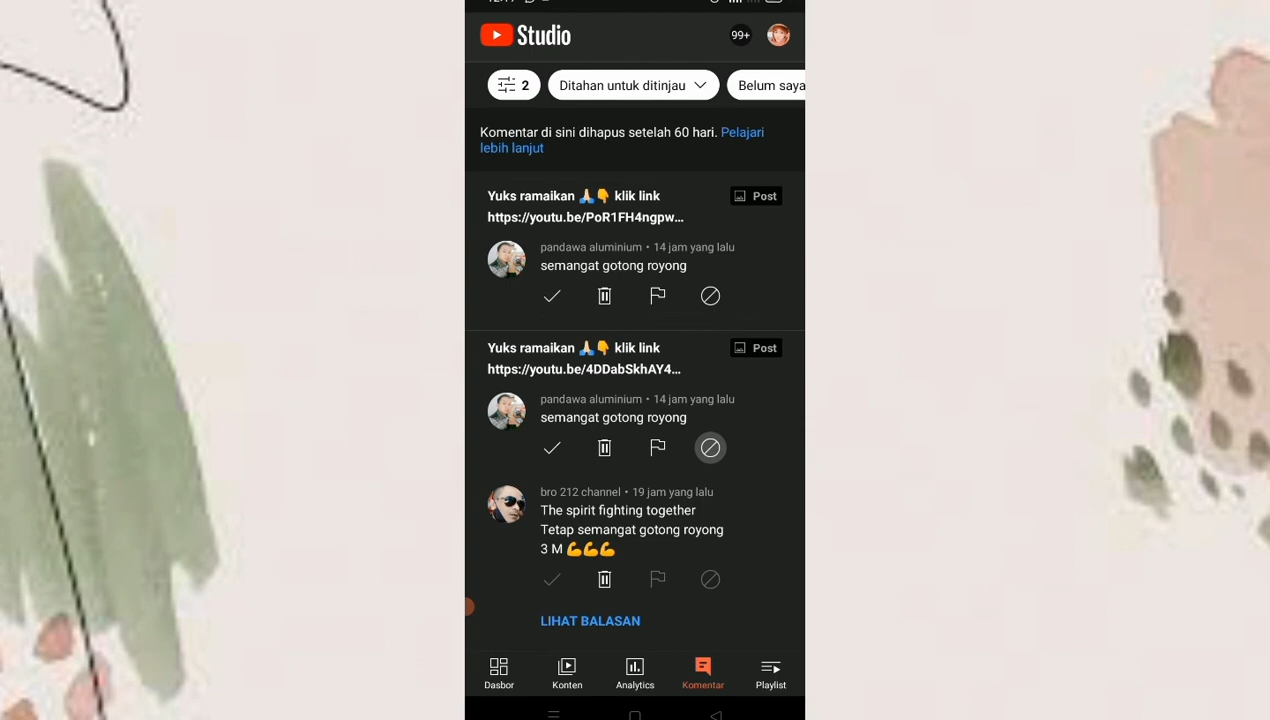 Studio
99+
2
Ditahan untuk ditinjau
Belum saya
Komentar di sini dihapus setelah 60 hari. Pelajari
lebih lanjut
Yuks ramaikan 🙏🏻👇 klik link
Post
https://youtu.be/PoR1FH4ngpw…
pandawa aluminium • 14 jam yang lalu
semangat gotong royong
Yuks ramaikan 🙏🏻👇 klik link
Post
https://youtu.be/4DDabSkhAY4…
pandawa aluminium • 14 jam yang lalu
semangat gotong royong
bro 212 channel • 19 jam yang lalu
The spirit fighting together
Tetap semangat gotong royong
3 M 💪💪💪
LIHAT BALASAN
Dasbor
Konten
Analytics
Komentar
Playlist